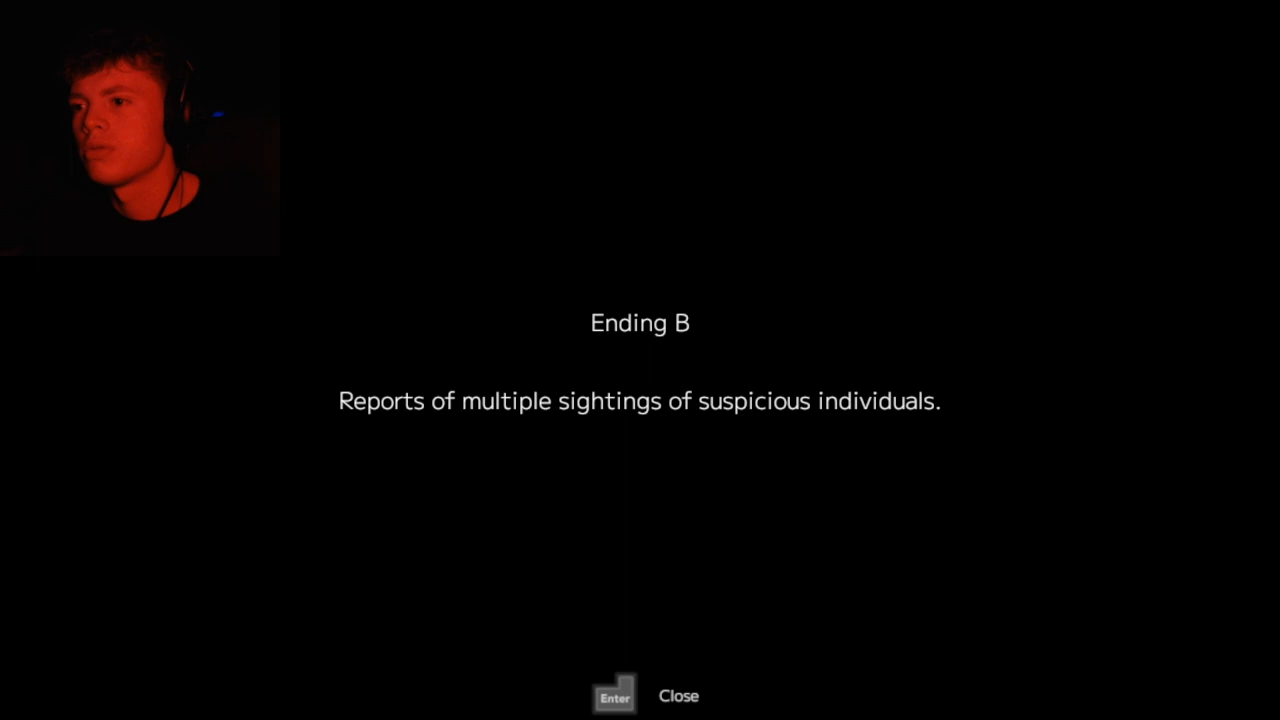 Ending B
Reports of multiple sightings of suspicious individuals.
Enter Close